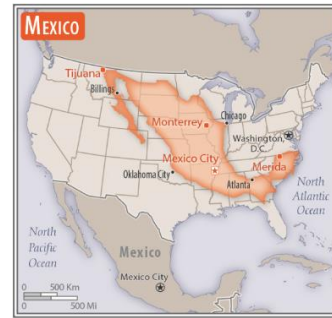 MEXICO
Tijuana
Billings
Chicago
Monterrey
Washington,
D.C.
Mexico City
Merida
Oklahoma City
Atlanta
North
Pacific
Ocean
North
Atlantic
Ocean
Mexico
Mexico City
0 500 Km
0 500 Mi